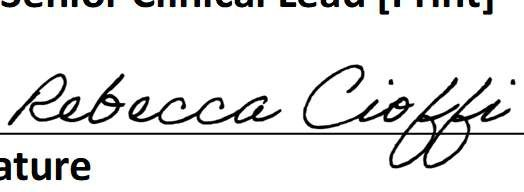 Senior Clinical Lead [Print]
Rebecca Cioffi
ature